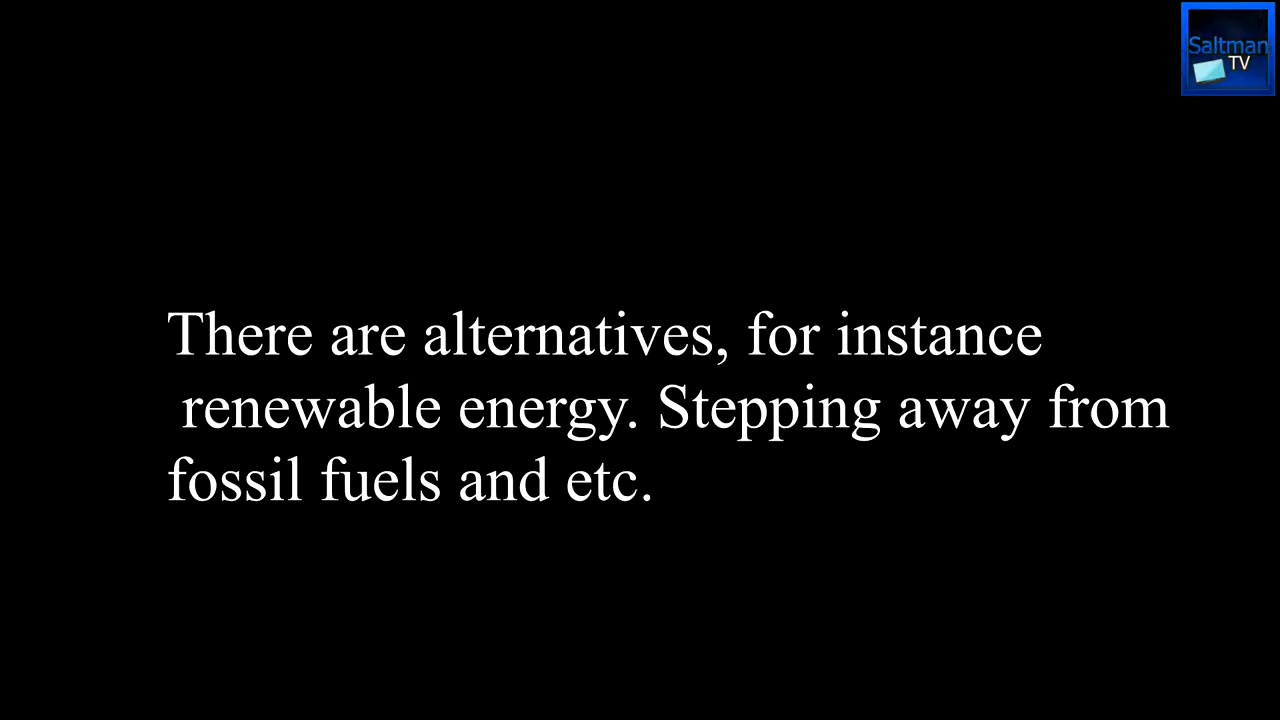 Saltman
TV
There are alternatives, for instance
renewable energy. Stepping away from
fossil fuels and etc.